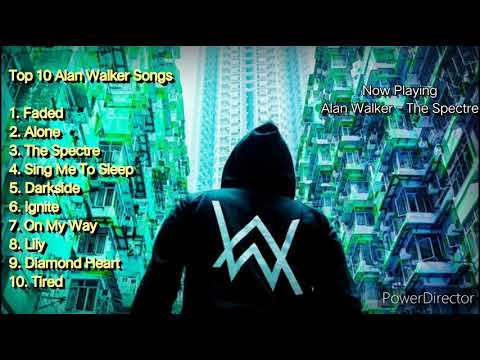 Top 10 Alan Walker Songs
1. Faded
2. Alone
3. The Spectre
4. Sing Me To Sleep
5. Darkside
6. Ignite
7. On My Way
8. Lily
9. Diamond Heart
10. Tired
Now Playing
Alan Walker - The Spectre
PowerDirector